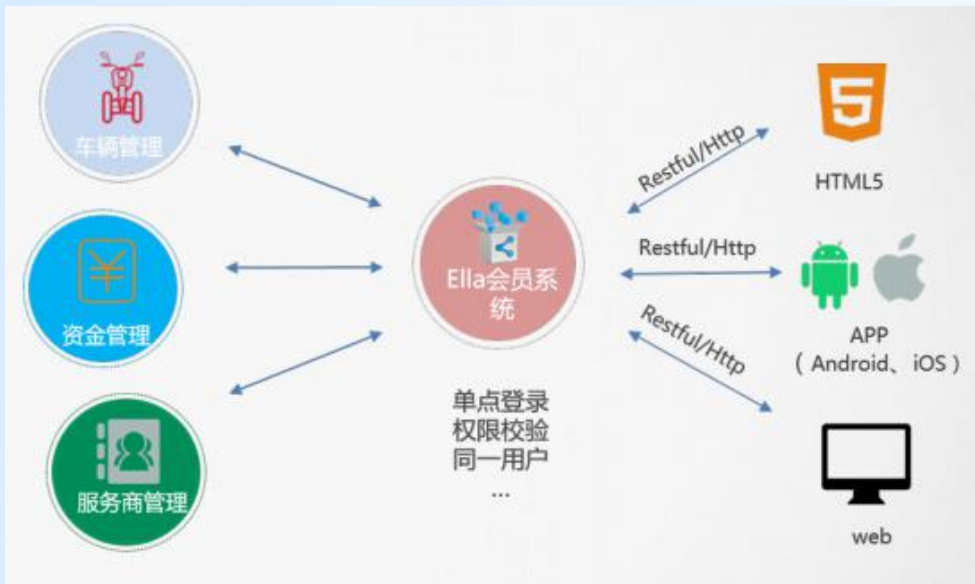 车辆管理
资金管理
服务商管理
Ella会员系
统
单点登录
权限校验
同一用户
...
Restful/Http
Restful/Http
Restful/Http
HTML5
APP
（Android、iOS）
web